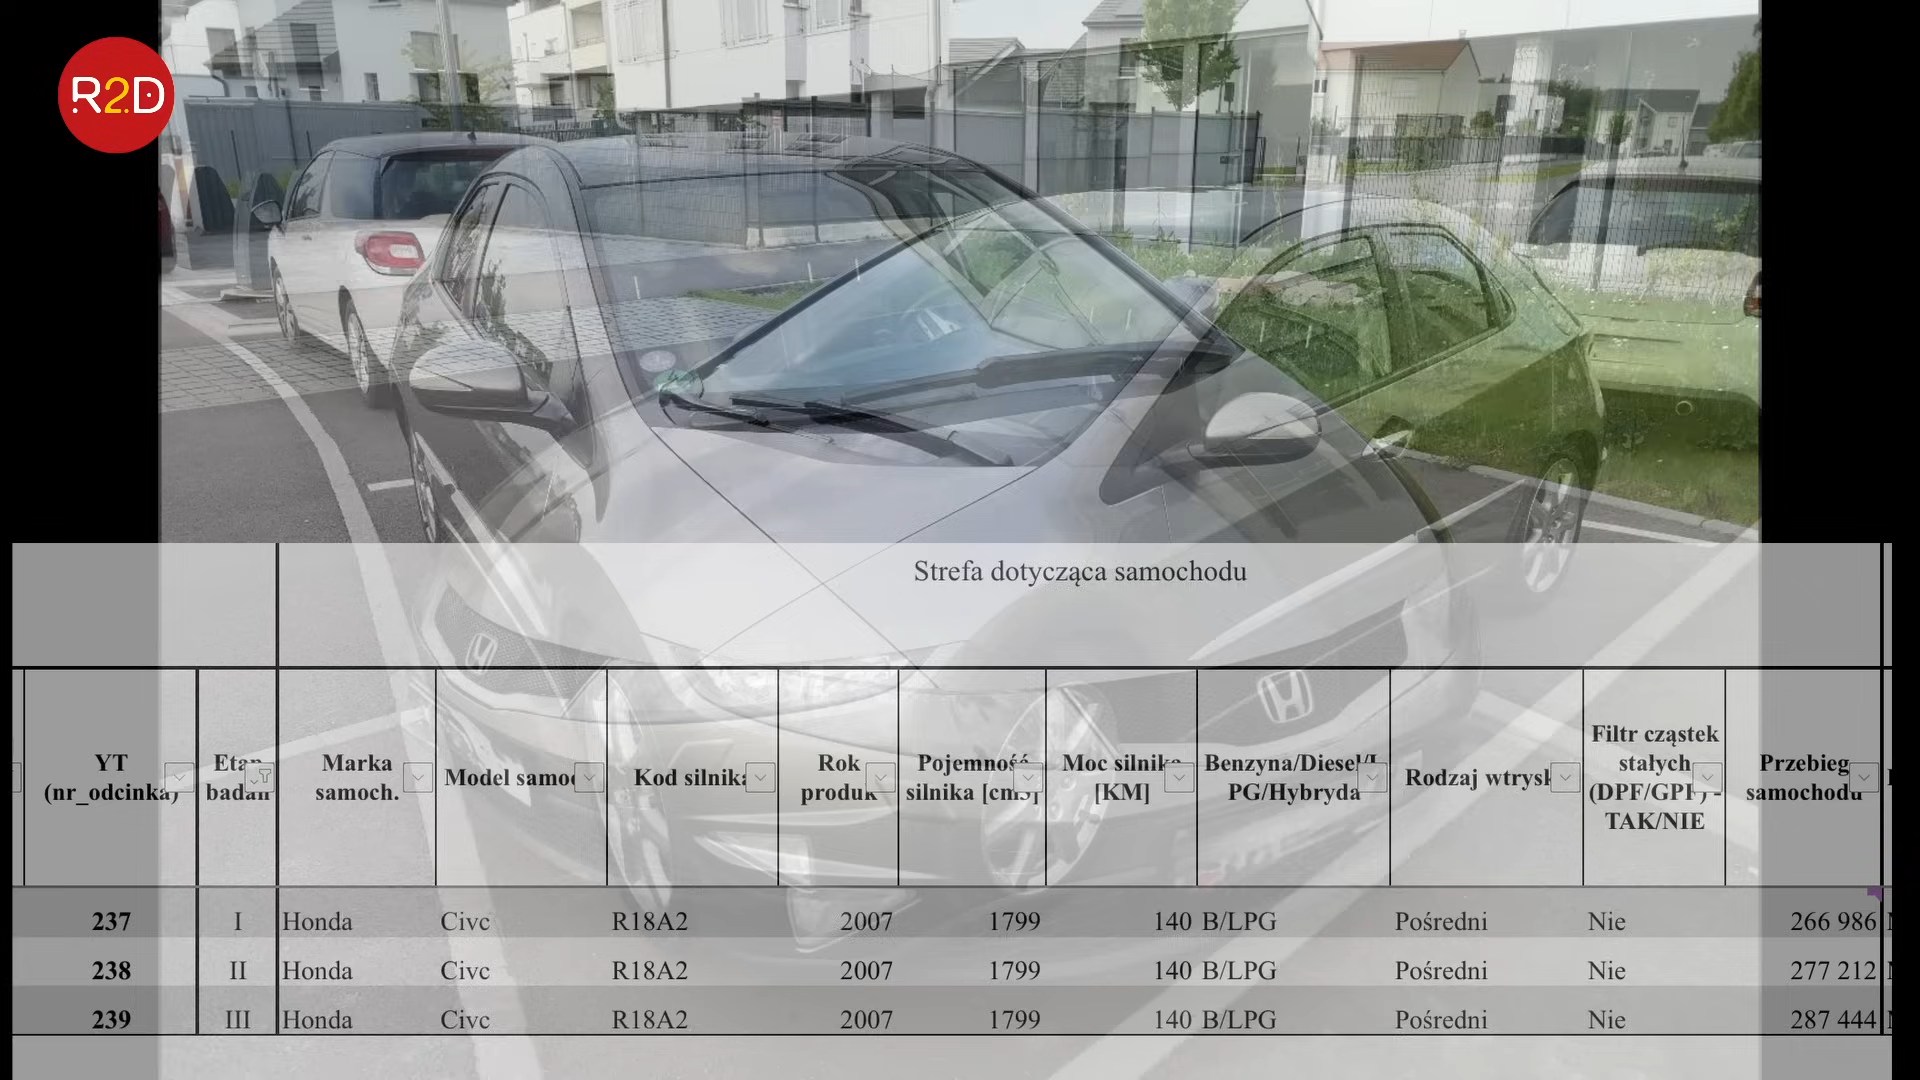 R2D
Strefa dotycząca samochodu
YT
(nr_odcinka)
Etap
badań
Marka
samoch.
Model samoc
Kod silnika
Rok
produk
Pojemność
silnika [cm3]
Moc silnika
[KM]
Benzyna/Diesel/L
PG/Hybryda
Rodzaj wtrysk
Filtr cząstek
stałych
(DPF/GPF) -
TAK/NIE
Przebieg
samochodu
237 I Honda Civc R18A2 2007 1799 140 B/LPG Pośredni Nie 266 986
238 II Honda Civc R18A2 2007 1799 140 B/LPG Pośredni Nie 277 212
239 III Honda Civc R18A2 2007 1799 140 B/LPG Pośredni Nie 287 444